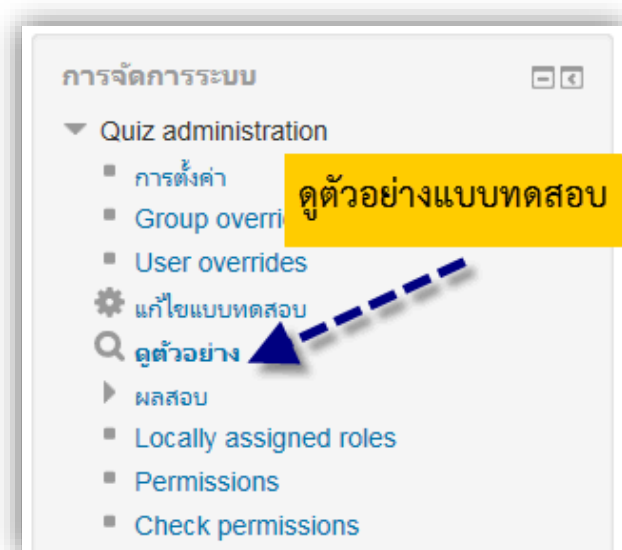 การจัดการระบบ
Quiz administration
การตั้งค่า
ดูตัวอย่างแบบทดสอบ
Group overri
User overrides
แก้ไขแบบทดสอบ
ดูตัวอย่าง
ผลสอบ
Locally assigned roles
Permissions
Check permissions